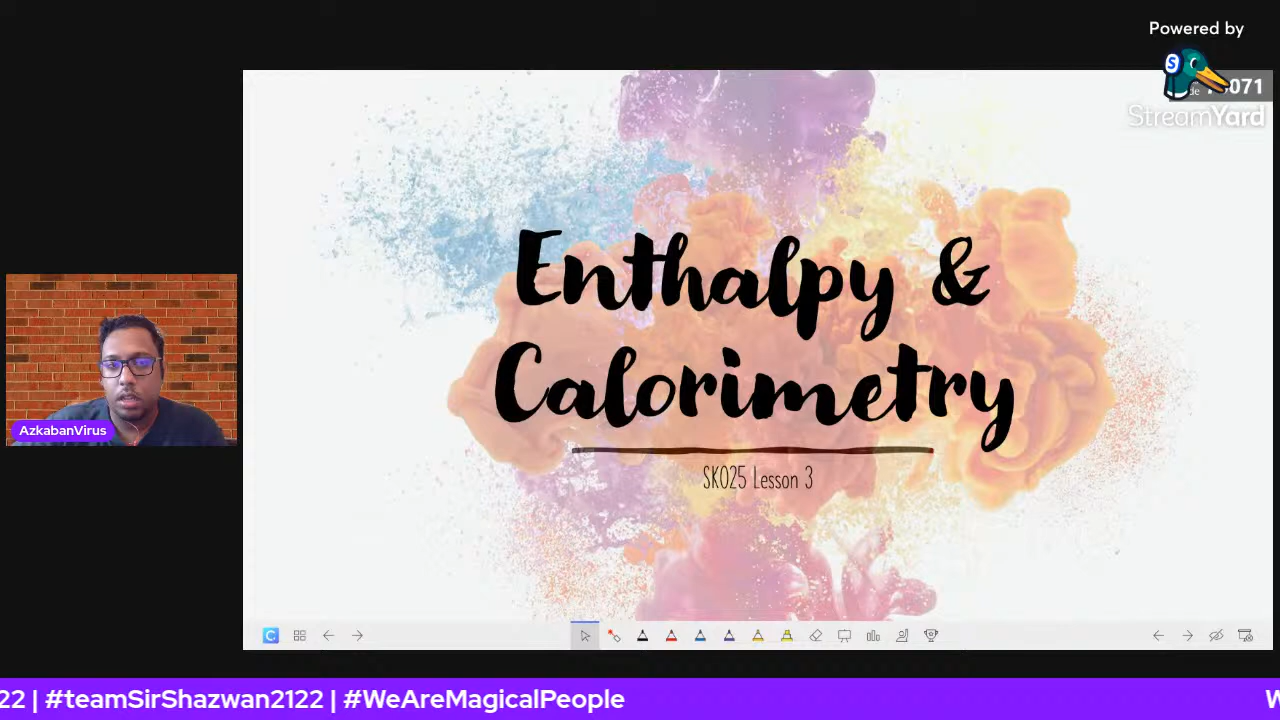 Powered by
071
StreamYard
Enthalpy &
Calorimetry
SK025 Lesson 3
AzkabanVirus
22 | #teamSirShazwan2122 | #WeAreMagicalPeople